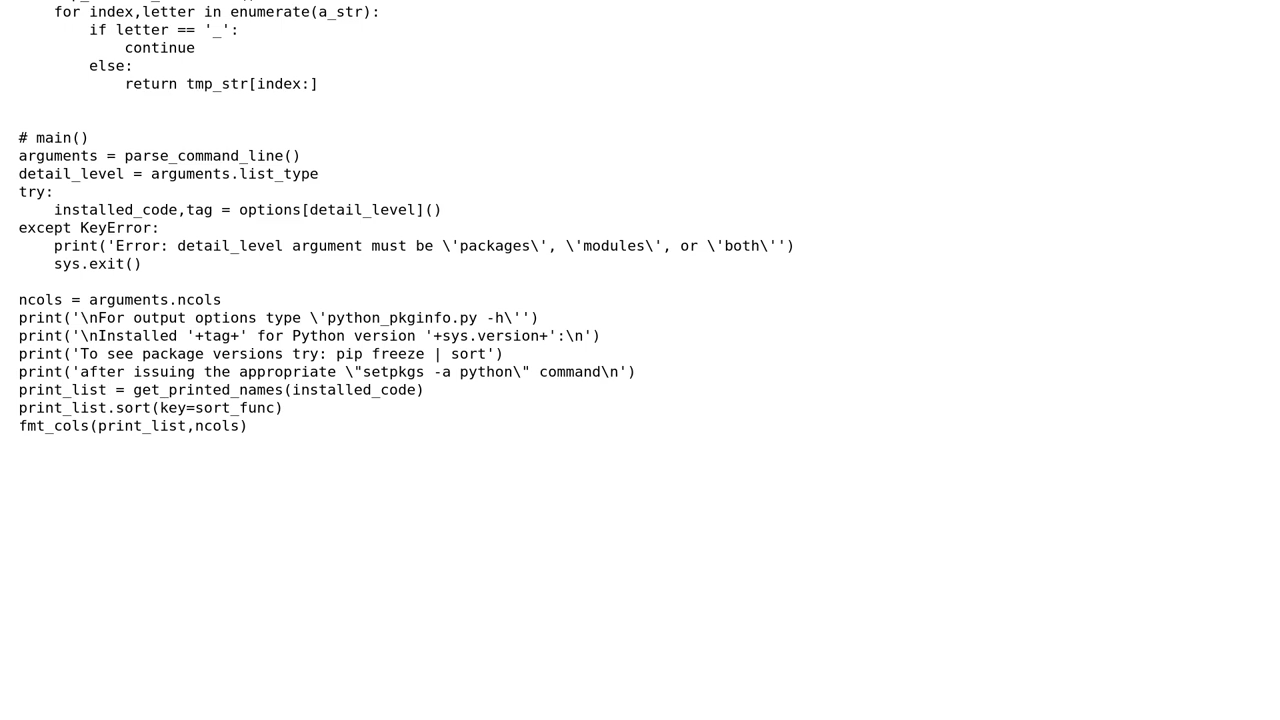 for index,letter in enumerate(a_str):
        if letter == '_':
            continue
        else:
            return tmp_str[index:]


# main()
arguments = parse_command_line()
detail_level = arguments.list_type
try:
    installed_code,tag = options[detail_level]()
except KeyError:
    print('Error: detail_level argument must be \'packages\', \'modules\', or \'both\'')
    sys.exit()

ncols = arguments.ncols
print('\nFor output options type \'python_pkginfo.py -h\'')
print('\nInstalled '+tag+' for Python version '+sys.version+':\n')
print('To see package versions try: pip freeze | sort')
print('after issuing the appropriate \"setpkgs -a python\" command\n')
print_list = get_printed_names(installed_code)
print_list.sort(key=sort_func)
fmt_cols(print_list,ncols)